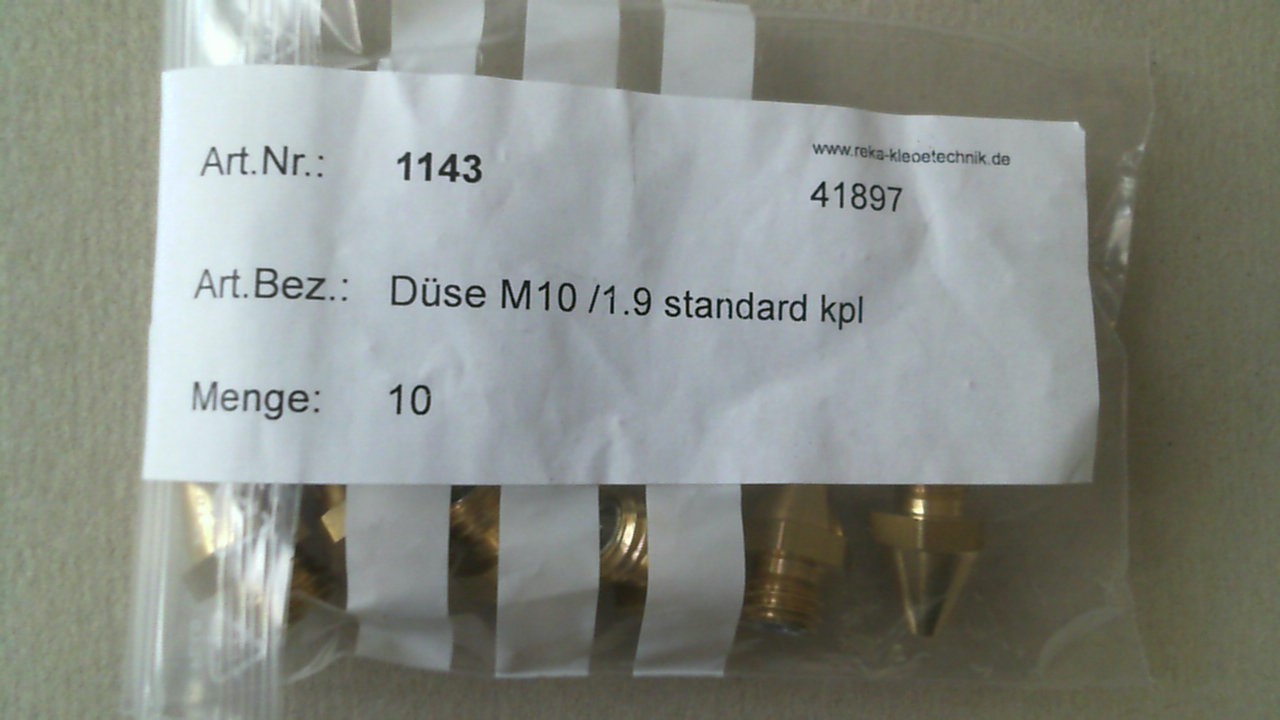 www.reka-klebetechnik.de
Art.Nr.: 1143
41897
Art.Bez.: Düse M10 /1.9 standard kpl
Menge: 10